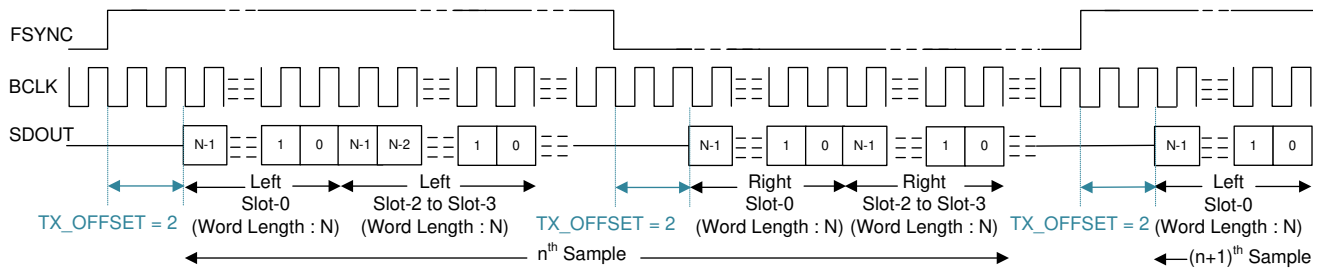 FSYNC
BCLK
SDOUT
N-1 1 0 N-1 N-2 1 0 N-1 1 0 N-1 1 0 N-1 1 0
TX_OFFSET = 2
Left
Slot-0
(Word Length : N)
Left
Slot-2 to Slot-3
(Word Length : N)
TX_OFFSET = 2
Right
Slot-0
(Word Length : N)
Right
Slot-2 to Slot-3
(Word Length : N)
TX_OFFSET = 2
Left
Slot-0
(Word Length : N)
nth Sample
(n+1)th Sample